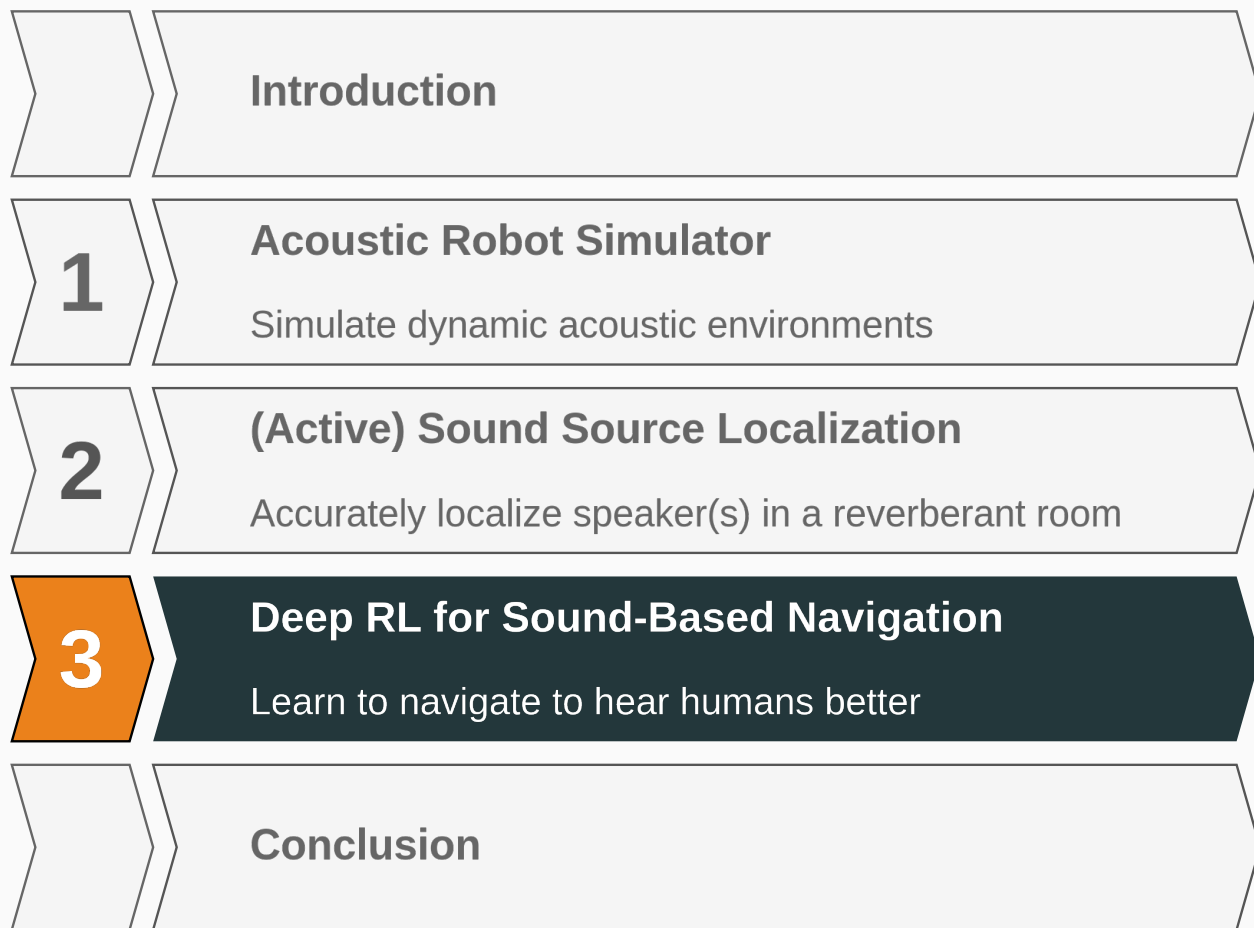 Introduction
1
Acoustic Robot Simulator
Simulate dynamic acoustic environments
2
(Active) Sound Source Localization
Accurately localize speaker(s) in a reverberant room
3
Deep RL for Sound-Based Navigation
Learn to navigate to hear humans better
Conclusion